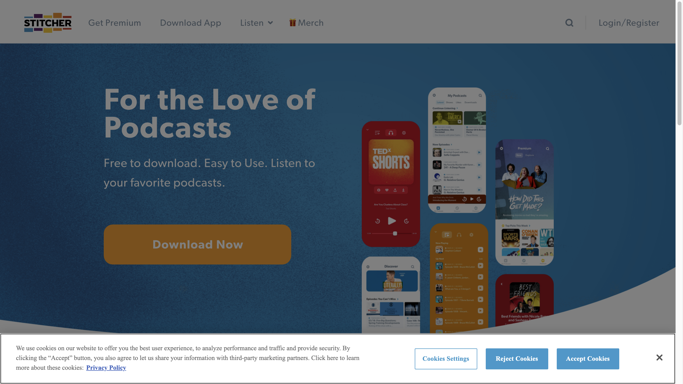 STITCHER
Get Premium
Download App
Listen
Merch
Login/Register
For the Love of
Podcasts
Free to download. Easy to Use. Listen to
your favorite podcasts.
Download Now
TED
SHORTS
My Podcasts
HOW DID THIS
GET MADE?
Discover
BEST
FRIENDS
We use cookies on our website to offer you the best user experience, to analyze performance and traffic and provide security. By
clicking the “Accept” button, you also agree to let us share your information with third-party marketing partners. Click here to learn
more about these cookies: Privacy Policy
Cookies Settings
Reject Cookies
Accept Cookies